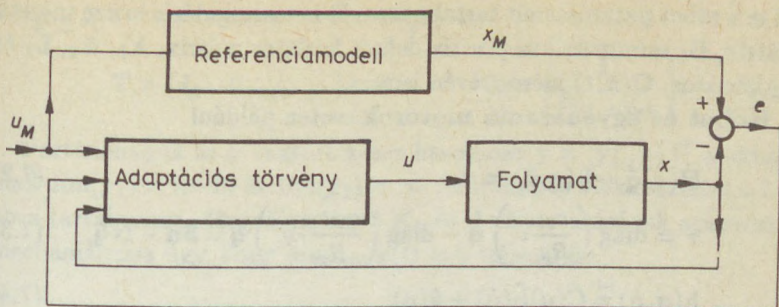 Referenciamodell
x_M
+
e
-
u_M
Adaptációs törvény
u
Folyamat
x